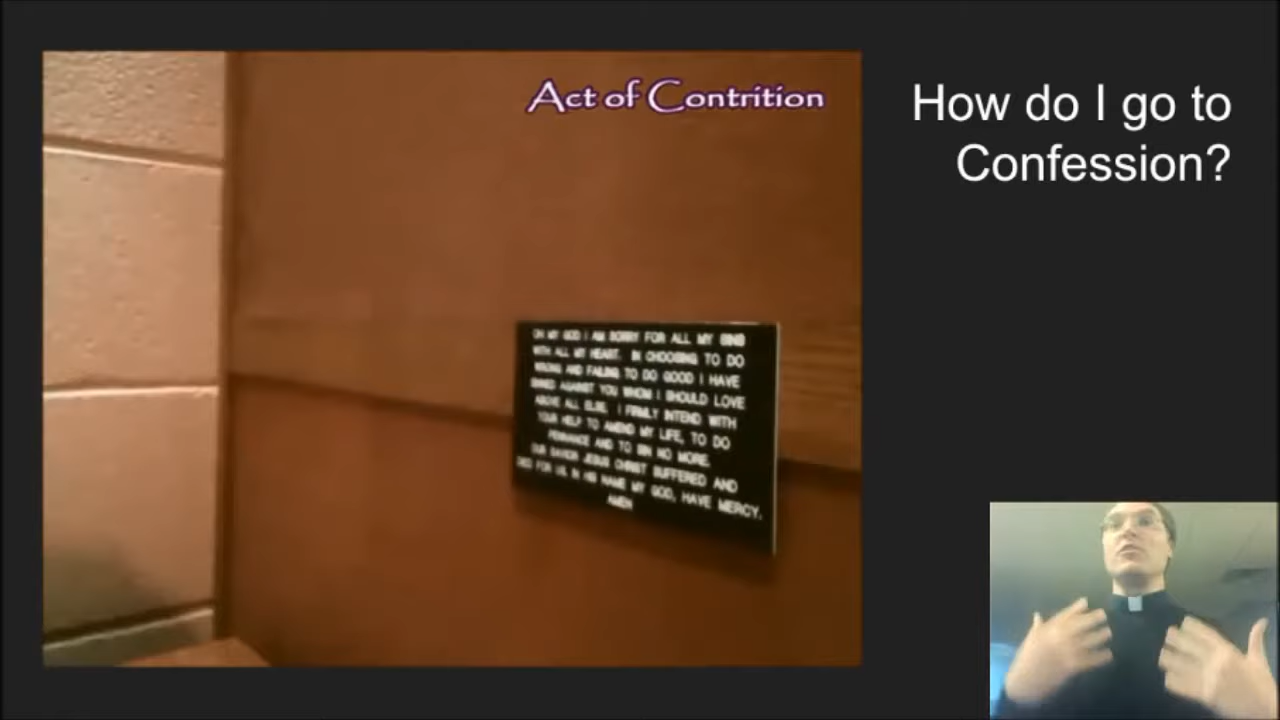 Act of Contrition
How do I go to
Confession?
OH MY GOD I AM SORRY FOR ALL MY SINS
WITH ALL MY HEART. IN CHOOSING TO DO
WRONG AND FAILING TO DO GOOD I HAVE
SINNED AGAINST YOU WHOM I SHOULD LOVE
ABOVE ALL ELSE. I FIRMLY INTEND WITH
YOUR HELP TO AMEND MY LIFE, TO DO
PENNANCE AND TO SIN NO MORE.
OUR SAVIOR JESUS CHRIST SUFFERED AND
DIED FOR US, IN HIS NAME MY GOD, HAVE MERCY.
AMEN